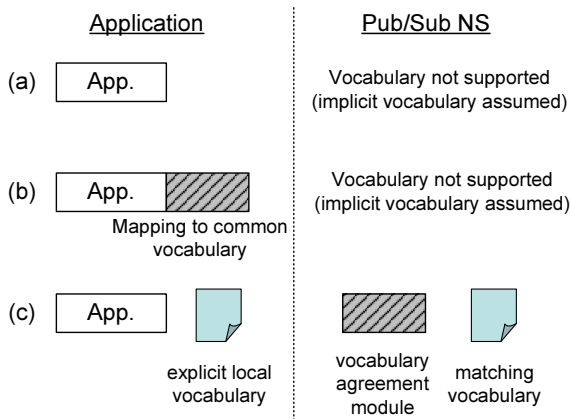 Application
Pub/Sub NS
(a)
App.
Vocabulary not supported
(implicit vocabulary assumed)
(b)
App.
Mapping to common
vocabulary
Vocabulary not supported
(implicit vocabulary assumed)
(c)
App.
explicit local
vocabulary
vocabulary
agreement
module
matching
vocabulary